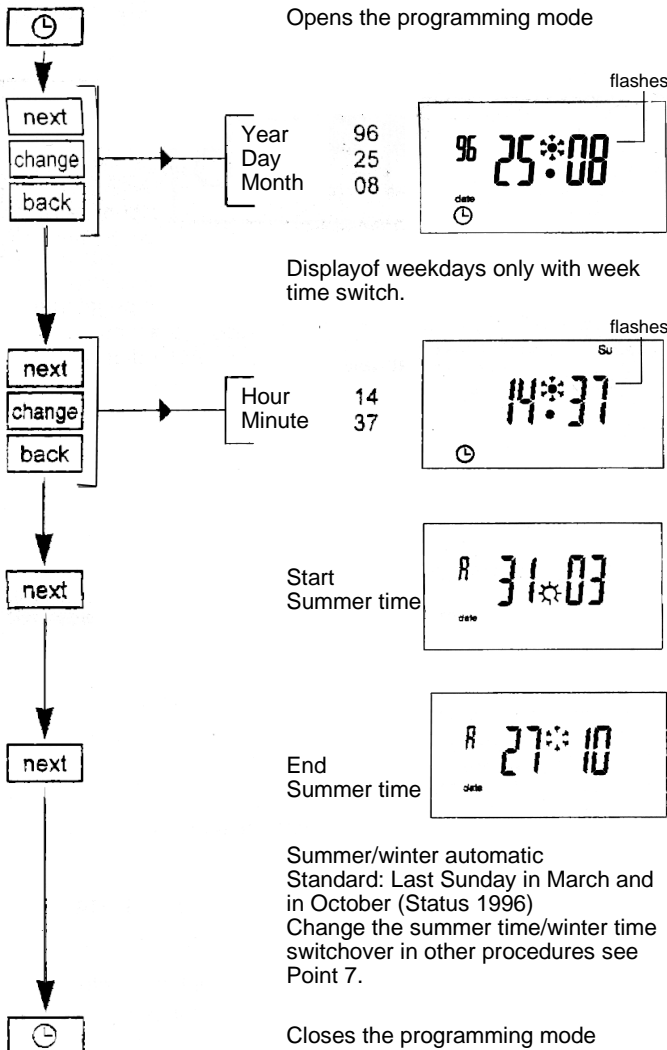 Opens the programming mode
flashes
next
change
back
Year 96
Day 25
Month 08
96 25 08
date
Displayof weekdays only with week
time switch.
flashes
next
change
back
Hour 14
Minute 37
Su
14 37
next
Start
Summer time
A 31 03
date
next
End
Summer time
A 27 10
date
Summer/winter automatic
Standard: Last Sunday in March and
in October (Status 1996)
Change the summer time/winter time
switchover in other procedures see
Point 7.
Closes the programming mode